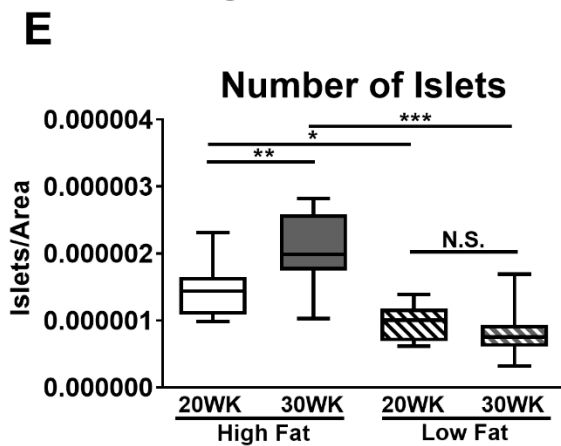 E
Number of Islets
Islets/Area
0.000004
0.000003
0.000002
0.000001
0.000000
***
*
**
N.S.
20WK 30WK 20WK 30WK
High Fat Low Fat